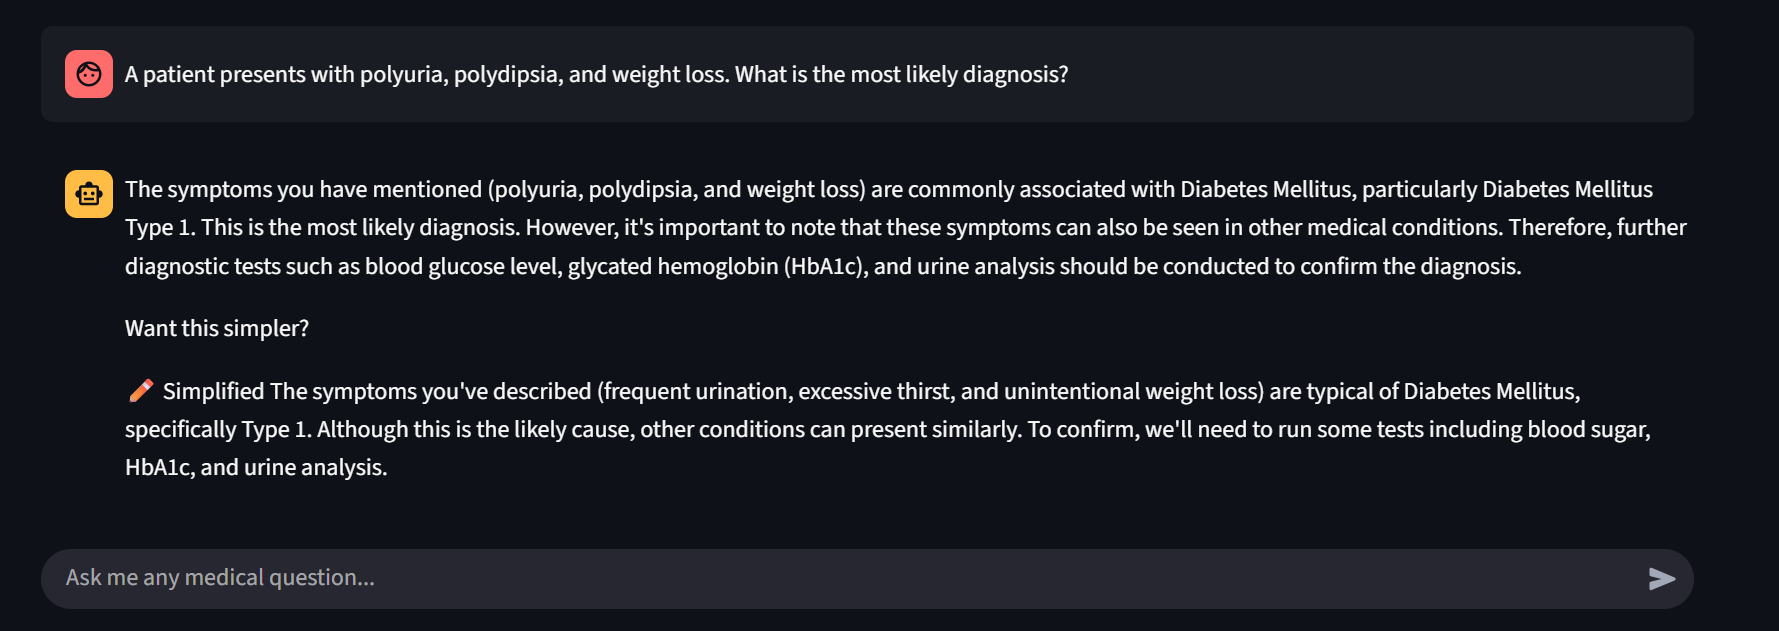 A patient presents with polyuria, polydipsia, and weight loss. What is the most likely diagnosis?
The symptoms you have mentioned (polyuria, polydipsia, and weight loss) are commonly associated with Diabetes Mellitus, particularly Diabetes Mellitus
Type 1. This is the most likely diagnosis. However, it's important to note that these symptoms can also be seen in other medical conditions. Therefore, further
diagnostic tests such as blood glucose level, glycated hemoglobin (HbA1c), and urine analysis should be conducted to confirm the diagnosis.
Want this simpler?
Simplified The symptoms you've described (frequent urination, excessive thirst, and unintentional weight loss) are typical of Diabetes Mellitus,
specifically Type 1. Although this is the likely cause, other conditions can present similarly. To confirm, we'll need to run some tests including blood sugar,
HbA1c, and urine analysis.
Ask me any medical question...